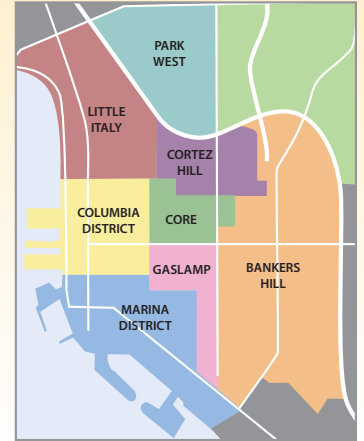 PARK
WEST
LITTLE
ITALY
CORTEZ
HILL
COLUMBIA
DISTRICT
CORE
GASLAMP
BANKERS
HILL
MARINA
DISTRICT